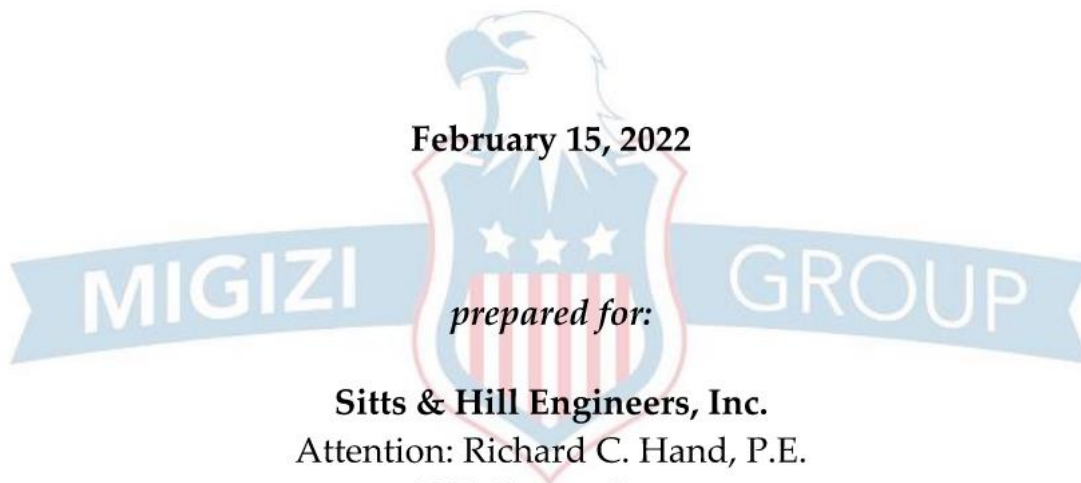 February 15, 2022
MIGIZI GROUP
prepared for:
Sitts & Hill Engineers, Inc.
Attention: Richard C. Hand, P.E.